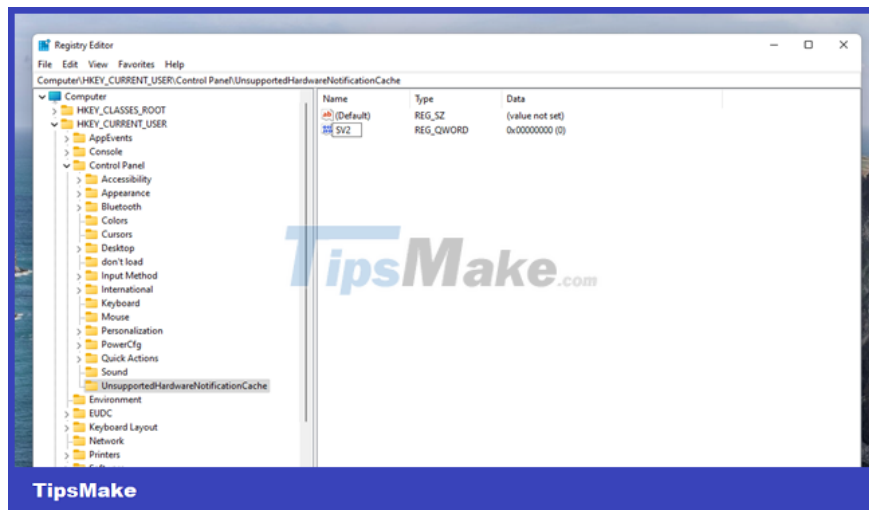 Registry Editor
File Edit View Favorites Help
Computer\HKEY_CURRENT_USER\Control Panel\UnsupportedHardwareNotificationCache
Computer
HKEY_CLASSES_ROOT
HKEY_CURRENT_USER
AppEvents
Console
Control Panel
Accessibility
Appearance
Bluetooth
Colors
Cursors
Desktop
don't load
Input Method
International
Keyboard
Mouse
Personalization
PowerCfg
Quick Actions
Sound
UnsupportedHardwareNotificationCache
Environment
EUDC
Keyboard Layout
Network
Printers
Name Type Data
(Default) REG_SZ (value not set)
SV2 REG_QWORD 0x00000000 (0)
TipsMake.com
TipsMake